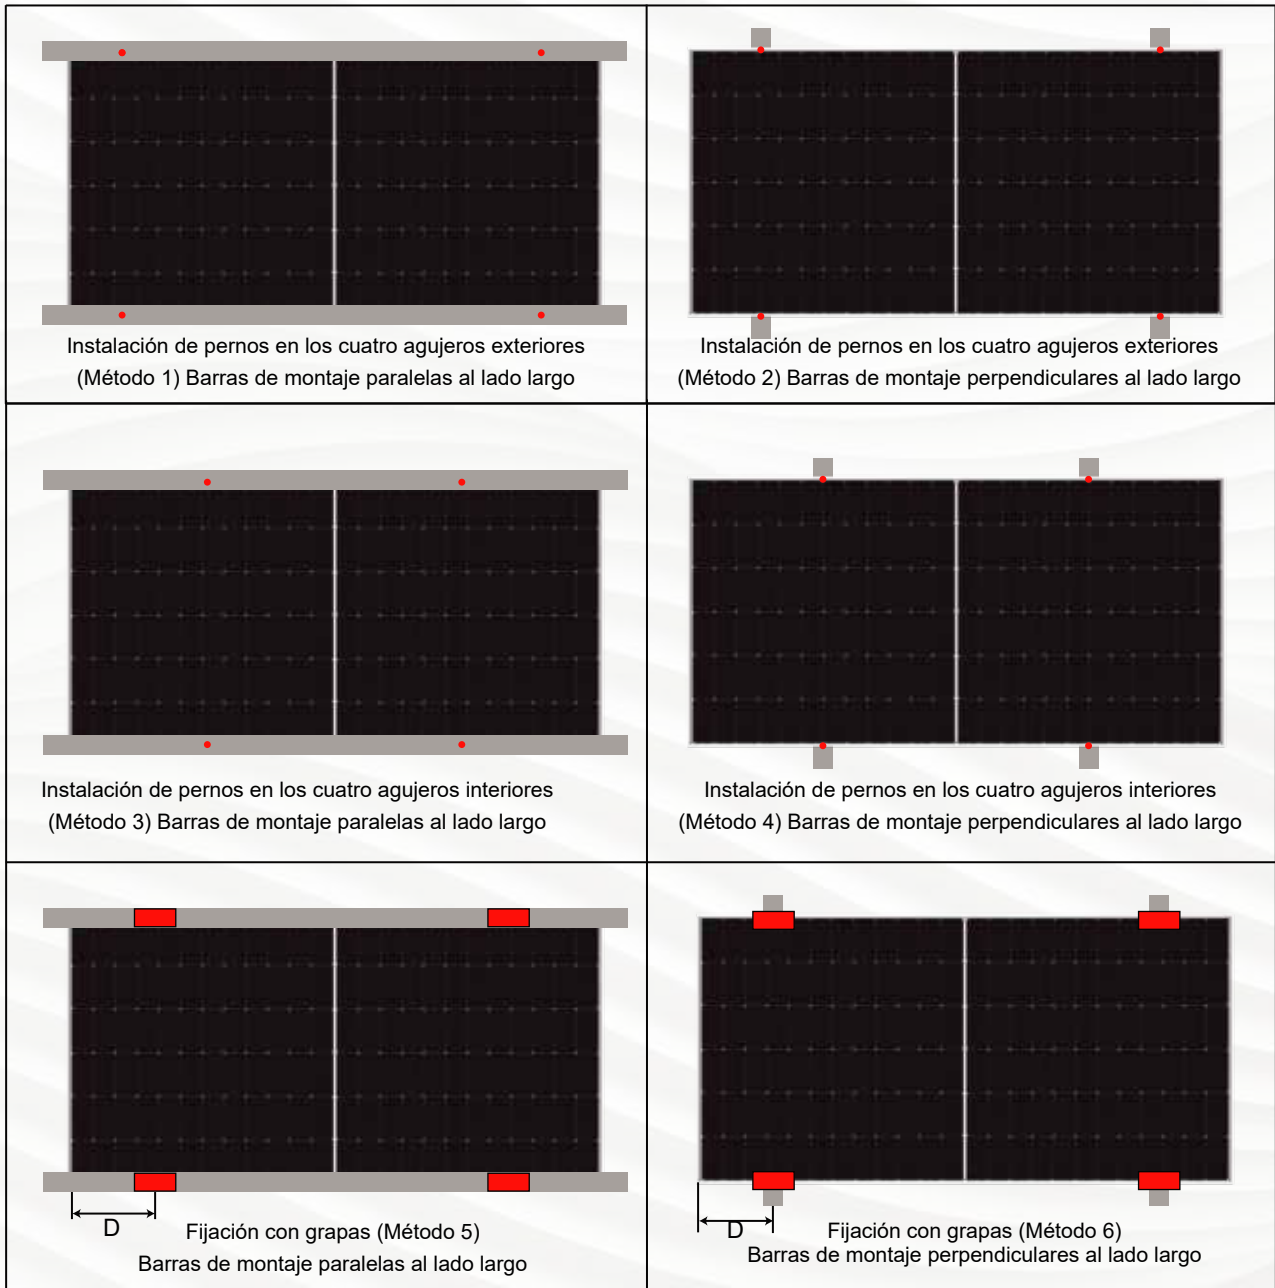 Instalación de pernos en los cuatro agujeros exteriores
(Método 1) Barras de montaje paralelas al lado largo
Instalación de pernos en los cuatro agujeros exteriores
(Método 2) Barras de montaje perpendiculares al lado largo
Instalación de pernos en los cuatro agujeros interiores
(Método 3) Barras de montaje paralelas al lado largo
Instalación de pernos en los cuatro agujeros interiores
(Método 4) Barras de montaje perpendiculares al lado largo
D
Fijación con grapas (Método 5)
Barras de montaje paralelas al lado largo
D
Fijación con grapas (Método 6)
Barras de montaje perpendiculares al lado largo